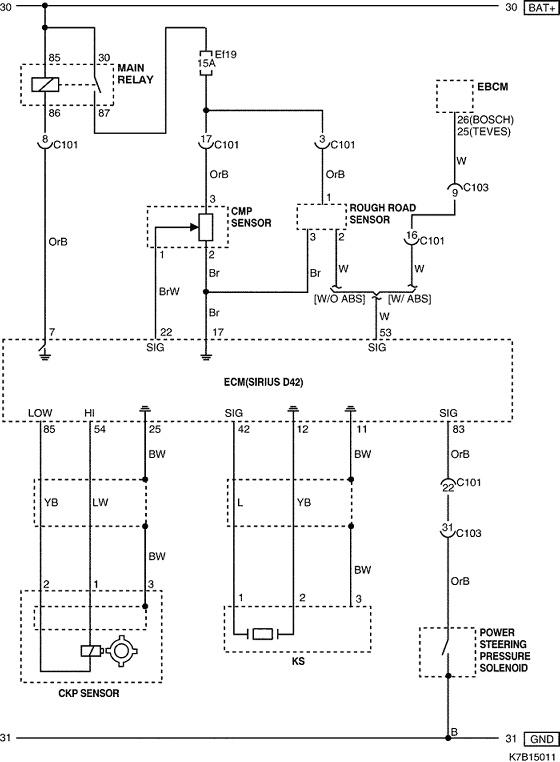 30 30 BAT+
85 30 MAIN
RELAY
86 87
Ef19
15A
EBCM
26(BOSCH)
25(TEVES)
8 C101 17 C101 3 C101
W
C103
9
OrB OrB OrB
3 CMP
SENSOR
1 ROUGH ROAD
SENSOR
16 C101
1 2 3 2
BrW Br Br W W
[W/O ABS] [W/ ABS]
Br W
7 22 17 53
SIG SIG
ECM(SIRIUS D42)
LOW HI SIG SIG
85 54 25 42 12 11 83
BW BW OrB
C101
22
YB LW L YB
31
C103
BW BW OrB
2 1 3 1 2 3
POWER
STEERING
PRESSURE
SOLENOID
KS
CKP SENSOR
B
31 31 GND
K7B15011